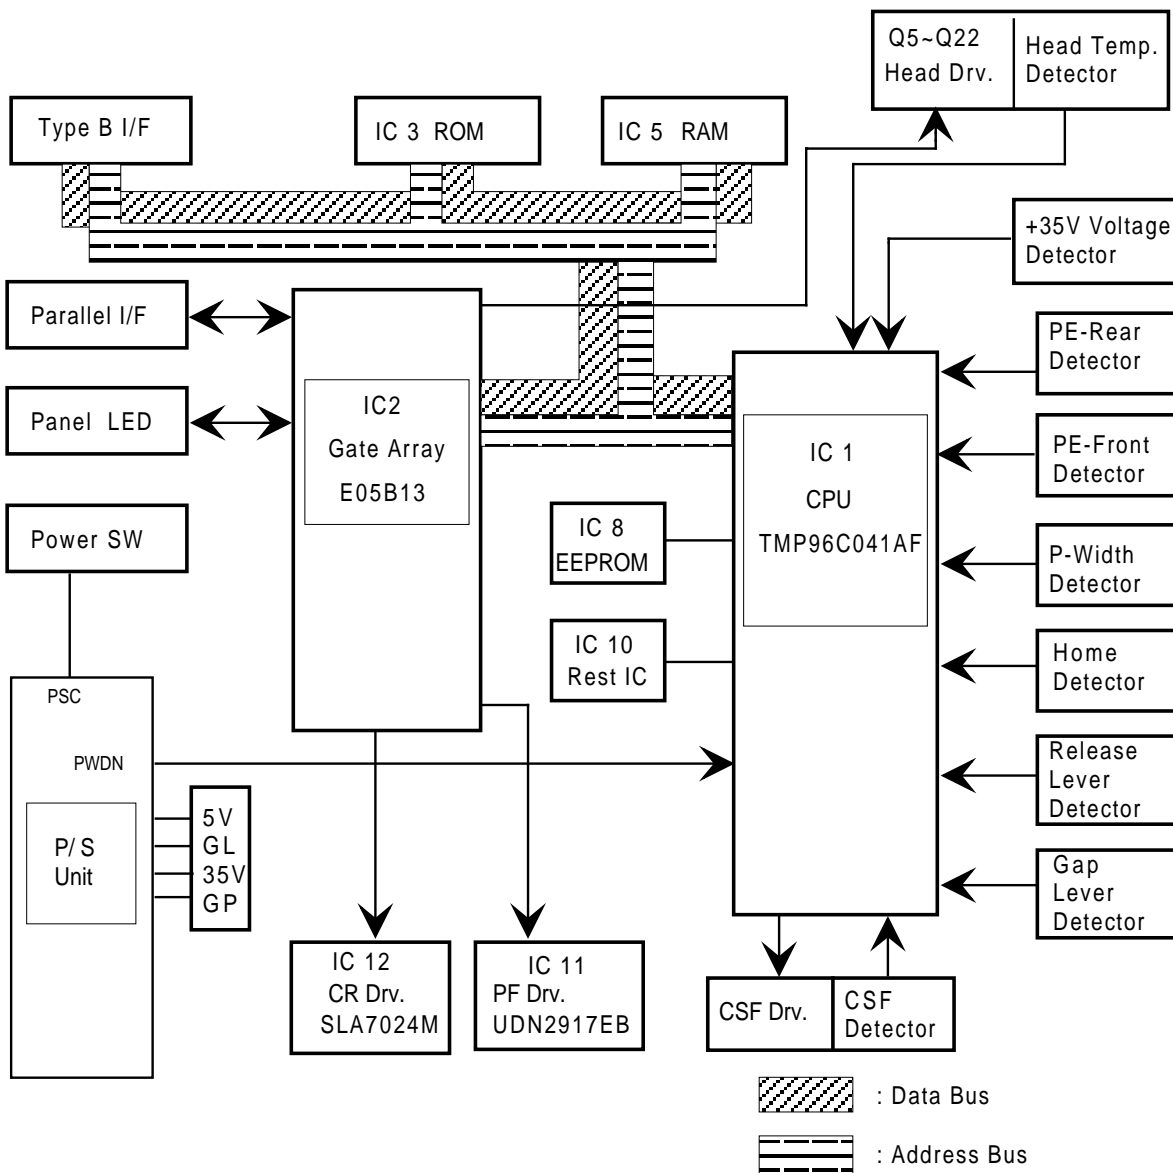 Q5~Q22
Head Drv.
Head Temp.
Detector
Type B I/F
IC 3 ROM
IC 5 RAM
+35V Voltage
Detector
Parallel I/F
PE-Rear
Detector
Panel LED
IC2
Gate Array
E05B13
IC 1
CPU
TMP96C041AF
PE-Front
Detector
Power SW
IC 8
EEPROM
P-Width
Detector
IC 10
Rest IC
Home
Detector
PSC
PWDN
Release
Lever
Detector
P/ S
Unit
5V
GL
35V
GP
Gap
Lever
Detector
IC 12
CR Drv.
SLA7024M
IC 11
PF Drv.
UDN2917EB
CSF Drv.
CSF
Detector
: Data Bus
: Address Bus